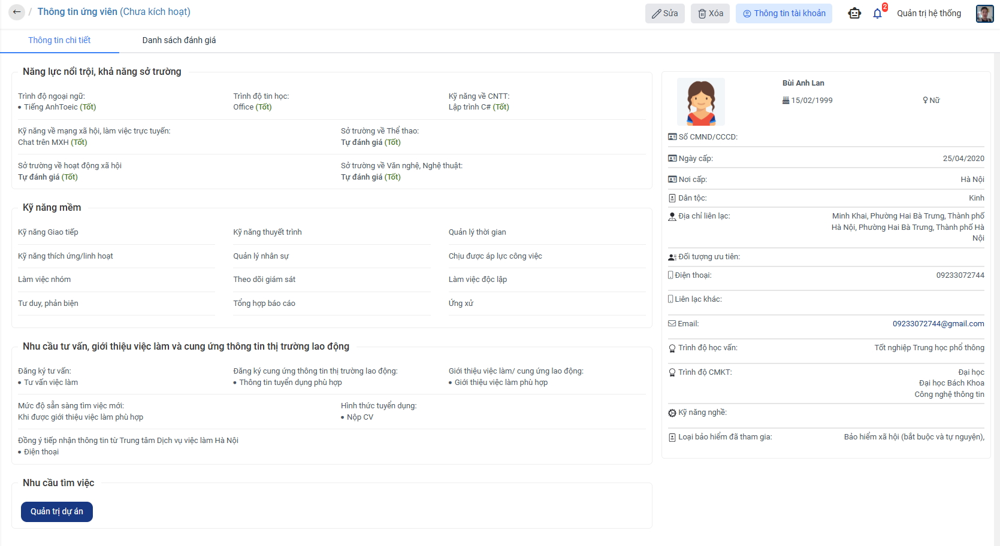 / Thông tin ứng viên (Chưa kích hoạt)
Sửa
Xóa
Thông tin tài khoản
2
Quản trị hệ thống
Thông tin chi tiết
Danh sách đánh giá
Năng lực nổi trội, khả năng sở trường
Trình độ ngoại ngữ:
• Tiếng AnhToeic (Tốt)
Trình độ tin học:
Office (Tốt)
Kỹ năng về CNTT:
Lập trình C# (Tốt)
Kỹ năng về mạng xã hội, làm việc trực tuyến:
Chat trên MXH (Tốt)
Sở trường về Thể thao:
Tự đánh giá (Tốt)
Sở trường về hoạt động xã hội
Tự đánh giá (Tốt)
Sở trường về Văn nghệ, Nghệ thuật:
Tự đánh giá (Tốt)
Kỹ năng mềm
Kỹ năng Giao tiếp
Kỹ năng thuyết trình
Quản lý thời gian
Kỹ năng thích ứng/linh hoạt
Quản lý nhân sự
Chịu được áp lực công việc
Làm việc nhóm
Theo dõi giám sát
Làm việc độc lập
Tư duy, phản biện
Tổng hợp báo cáo
Ứng xử
Nhu cầu tư vấn, giới thiệu việc làm và cung ứng thông tin thị trường lao động
Đăng ký tư vấn:
• Tư vấn việc làm
Đăng ký cung ứng thông tin thị trường lao động:
• Thông tin tuyển dụng phù hợp
Giới thiệu việc làm/ cung ứng lao động:
• Giới thiệu việc làm phù hợp
Mức độ sẵn sàng tìm việc mới:
Khi được giới thiệu việc làm phù hợp
Hình thức tuyển dụng:
• Nộp CV
Đồng ý tiếp nhận thông tin từ Trung tâm Dịch vụ việc làm Hà Nội
• Điện thoại
Nhu cầu tìm việc
Quản trị dự án
Bùi Anh Lan
15/02/1999
Nữ
Số CMND/CCCD:
Ngày cấp:
25/04/2020
Nơi cấp:
Hà Nội
Dân tộc:
Kinh
Địa chỉ liên lạc:
Minh Khai, Phường Hai Bà Trưng, Thành phố
Hà Nội, Phường Hai Bà Trưng, Thành phố Hà
Nội
Đối tượng ưu tiên:
Điện thoại:
09233072744
Liên lạc khác:
Email:
09233072744@gmail.com
Trình độ học vấn:
Tốt nghiệp Trung học phổ thông
Trình độ CMKT:
Đại học
Đại học Bách Khoa
Công nghệ thông tin
Kỹ năng nghề:
Loại bảo hiểm đã tham gia:
Bảo hiểm xã hội (bắt buộc và tự nguyện),